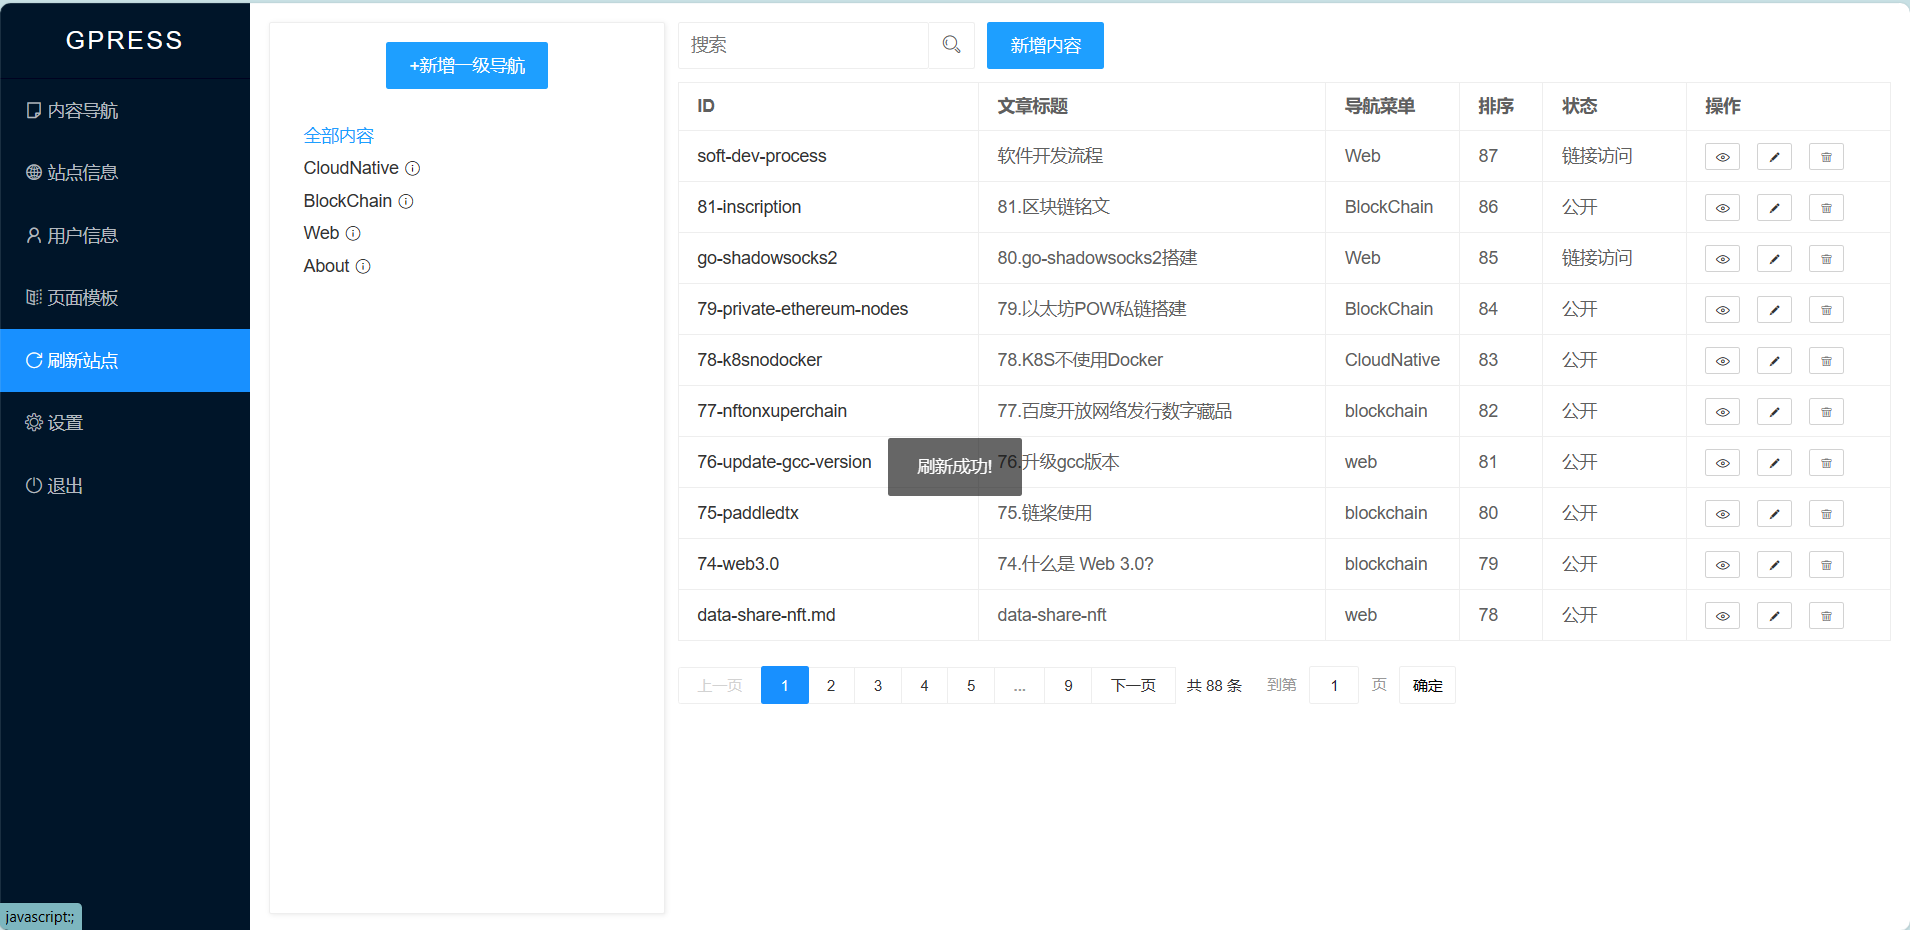 GPRESS
内容导航
站点信息
用户信息
页面模板
刷新站点
设置
退出
javascript:;
+新增一级导航
全部内容
CloudNative
BlockChain
Web
About
搜索
新增内容
ID 文章标题 导航菜单 排序 状态 操作
soft-dev-process 软件开发流程 Web 87 链接访问
81-inscription 81.区块链铭文 BlockChain 86 公开
go-shadowsocks2 80.go-shadowsocks2搭建 Web 85 链接访问
79-private-ethereum-nodes 79.以太坊POW私链搭建 BlockChain 84 公开
78-k8snodocker 78.K8S不使用Docker CloudNative 83 公开
77-nftonxuperchain 77.百度开放网络发行数字藏品 blockchain 82 公开
76-update-gcc-version 76.升级gcc版本 web 81 公开
刷新成功!
75-paddledtx 75.链桨使用 blockchain 80 公开
74-web3.0 74.什么是 Web 3.0? blockchain 79 公开
data-share-nft.md data-share-nft web 78 公开
上一页 1 2 3 4 5 ... 9 下一页 共 88 条 到第 1 页 确定